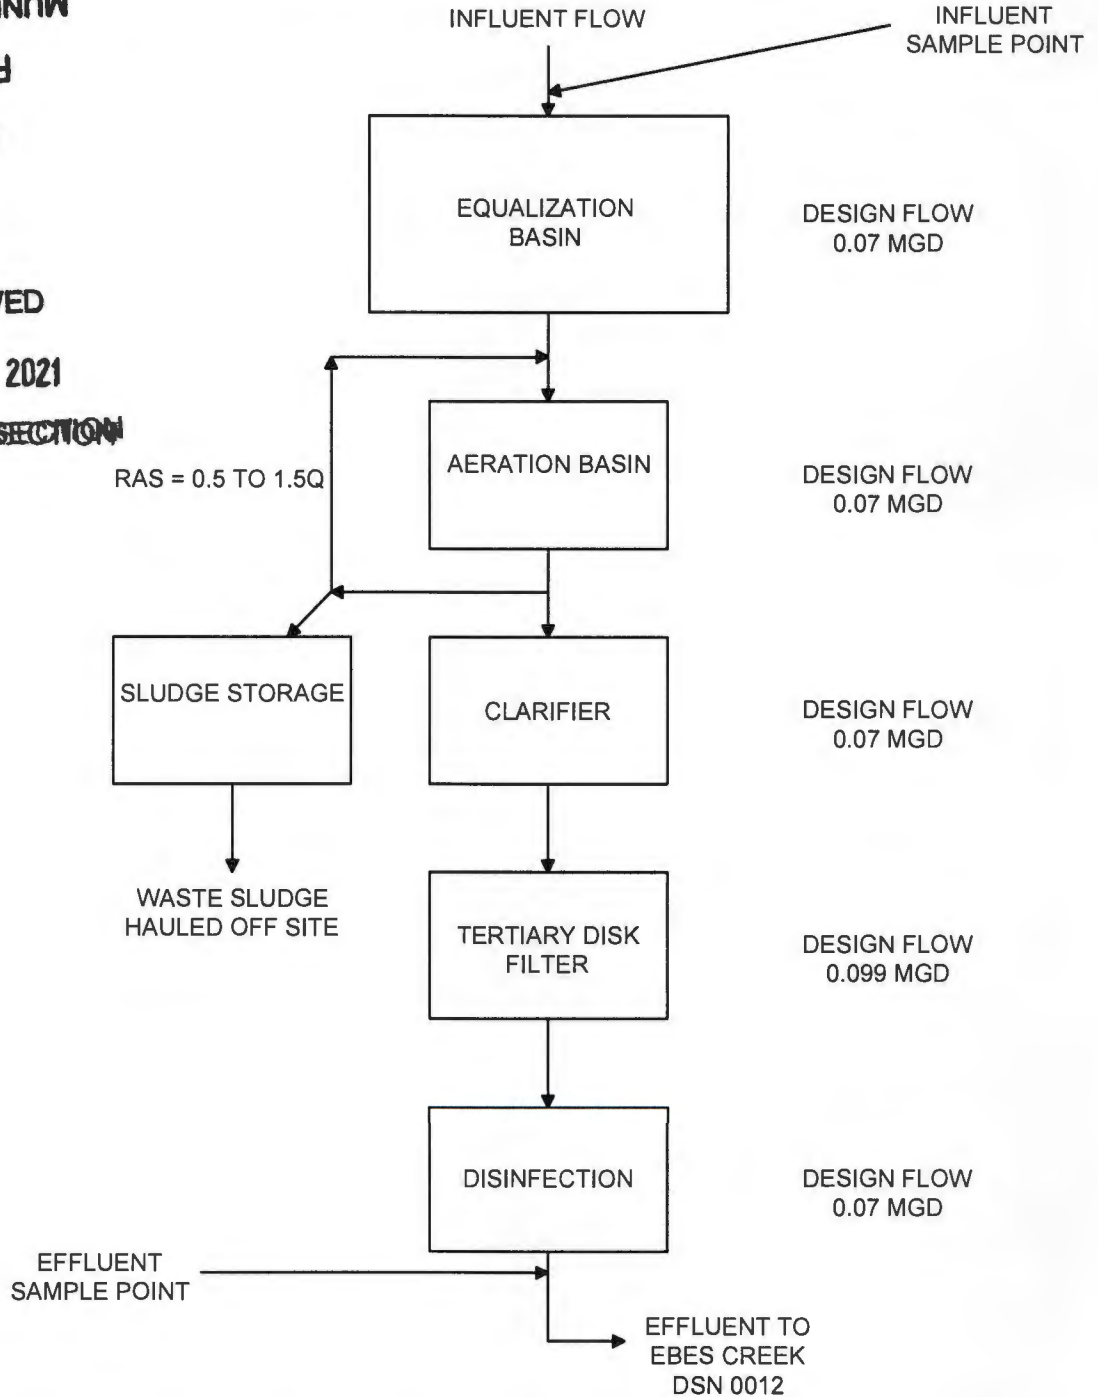 INFLUENT FLOW
INFLUENT
SAMPLE POINT
EQUALIZATION
BASIN
DESIGN FLOW
0.07 MGD
2021
SECTION
RAS = 0.5 TO 1.5Q
AERATION BASIN
DESIGN FLOW
0.07 MGD
SLUDGE STORAGE
CLARIFIER
DESIGN FLOW
0.07 MGD
WASTE SLUDGE
HAULED OFF SITE
TERTIARY DISK
FILTER
DESIGN FLOW
0.099 MGD
DISINFECTION
DESIGN FLOW
0.07 MGD
EFFLUENT
SAMPLE POINT
EFFLUENT TO
EBES CREEK
DSN 0012